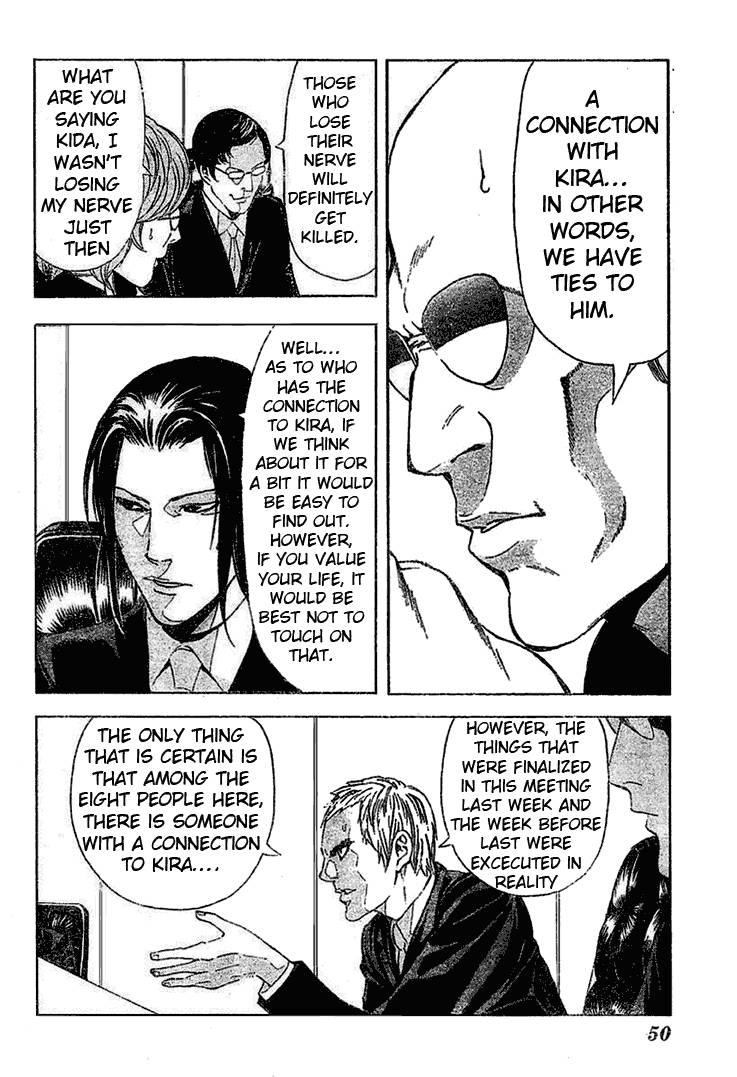 A
CONNECTION
WITH
KIRA...
IN OTHER
WORDS,
WE HAVE
TIES TO
HIM.
THOSE
WHO
LOSE
THEIR
NERVE
WILL
DEFINITELY
GET
KILLED.
WHAT
ARE YOU
SAYING
KIDA, I
WASN'T
LOSING
MY NERVE
JUST
THEN
WELL...
AS TO WHO
HAS THE
CONNECTION
TO KIRA, IF
WE THINK
ABOUT IT FOR
A BIT IT WOULD
BE EASY TO
FIND OUT.
HOWEVER,
IF YOU VALUE
YOUR LIFE, IT
WOULD BE
BEST NOT TO
TOUCH ON
THAT.
HOWEVER, THE
THINGS THAT
WERE FINALIZED
IN THIS MEETING
LAST WEEK AND
THE WEEK BEFORE
LAST WERE
EXCECUTED IN
REALITY
THE ONLY THING
THAT IS CERTAIN IS
THAT AMONG THE
EIGHT PEOPLE HERE,
THERE IS SOMEONE
WITH A CONNECTION
TO KIRA....
50